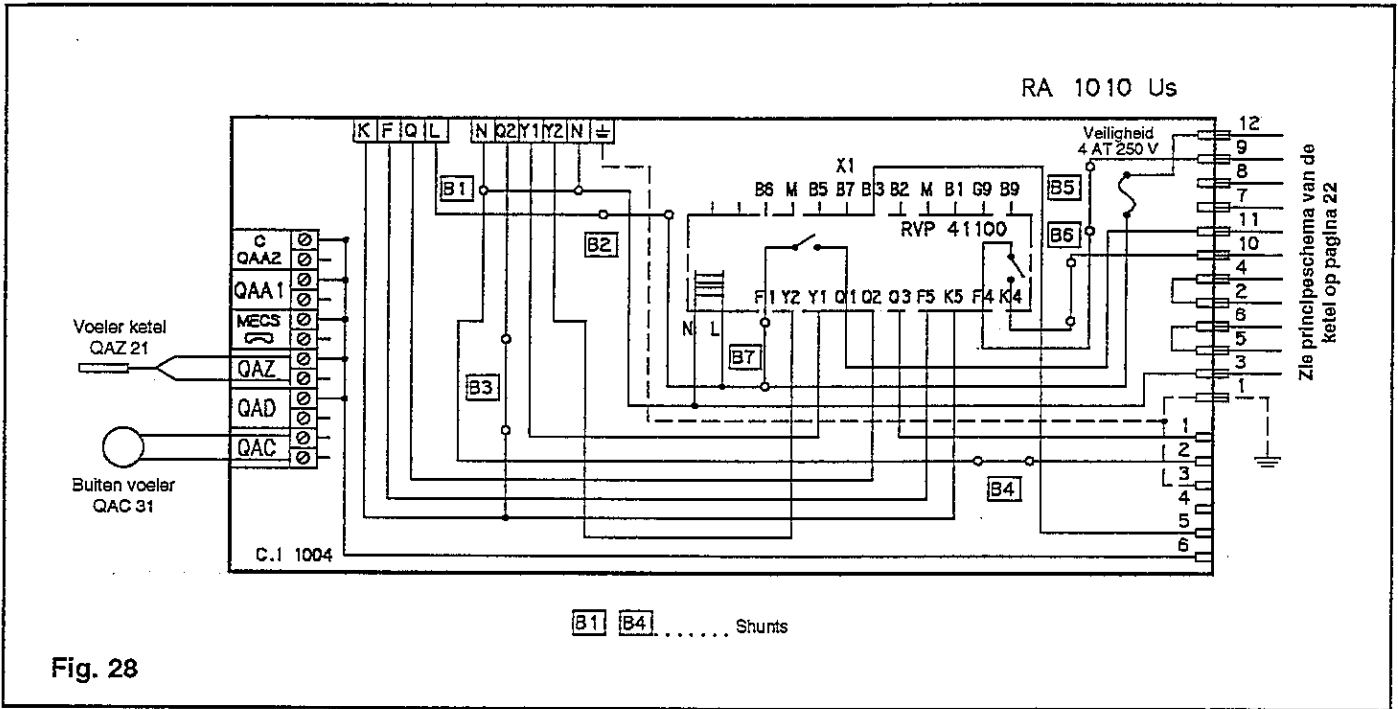 RA 1010 Us
K F Q L N Q2 Y1 Y2 N
Veiligheid
4 AT 250 V
X1
B6 M B5 B7 B3 B2 M B1 G9 B9
RVP 41100
F1 Y2 Y1 Q1 Q2 Q3 F5 K5 F4 K4
N L
B1
B2
B3
B4
B5
B6
B7
C
QAA2
QAA1
MECS
QAZ
QAD
QAC
Voeler ketel
QAZ 21
Buiten voeler
QAC 31
C.I 1004
12
9
8
7
11
10
4
2
6
5
3
1
1
2
3
4
5
6
Zie principeschema van de
ketel op pagina 22
B1 B4 ...... Shunts
Fig. 28